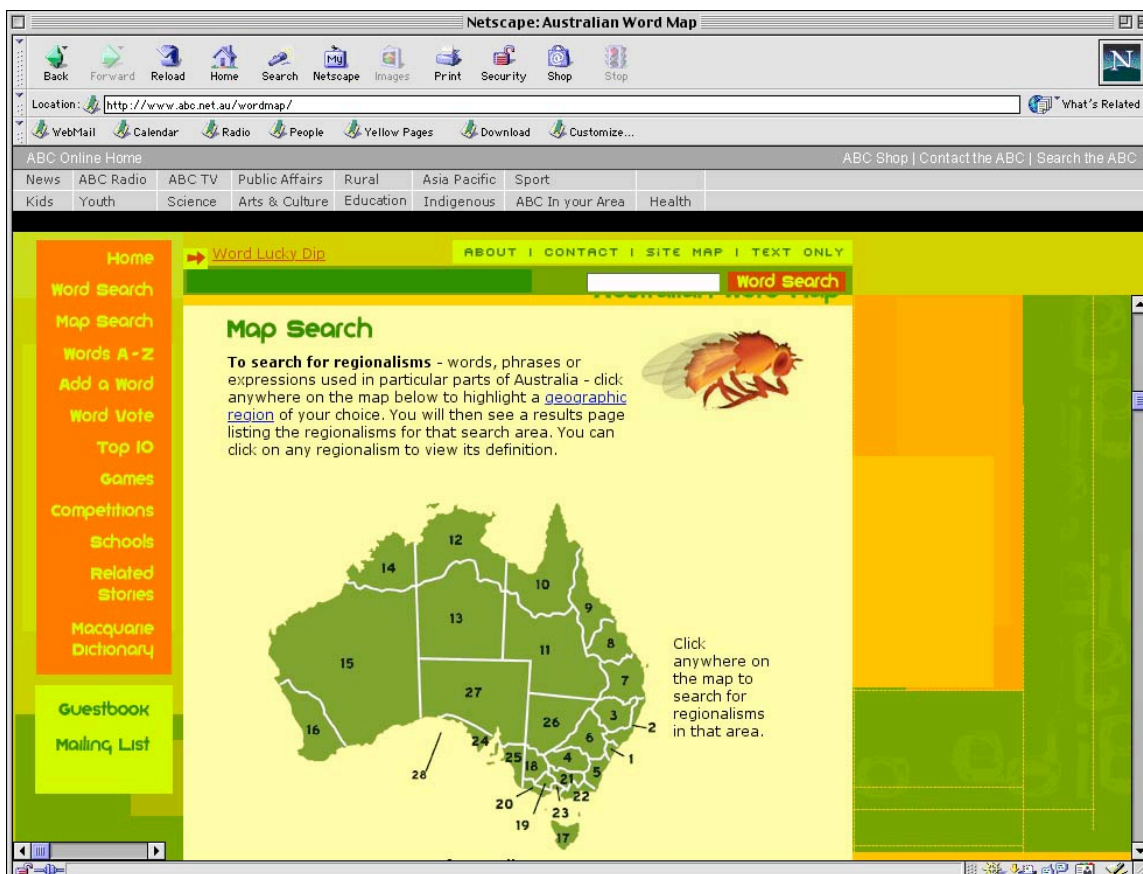 Netscape: Australian Word Map
Back Forward Reload Home Search Netscape Images Print Security Shop Stop
My
N
Location: http://www.abc.net.au/wordmap/ What's Related
WebMail Calendar Radio People Yellow Pages Download Customize...
ABC Online Home ABC Shop | Contact the ABC | Search the ABC
News ABC Radio ABC TV Public Affairs Rural Asia Pacific Sport
Kids Youth Science Arts & Culture Education Indigenous ABC In your Area Health
Home
Word Search
Map Search
Words A - Z
Add a Word
Word Vote
Top 10
Games
Competitions
Schools
Related
Stories
Macquarie
Dictionary
Guestbook
Mailing List
Word Lucky Dip ABOUT | CONTACT | SITE MAP | TEXT ONLY
Word Search
Australian Word Map
Map Search
To search for regionalisms - words, phrases or
expressions used in particular parts of Australia - click
anywhere on the map below to highlight a geographic
region of your choice. You will then see a results page
listing the regionalisms for that search area. You can
click on any regionalism to view its definition.
12
14
10
9
13
8
11
15
7
27
3
26
2
16
6
24
4
25
1
18
5
28
21
22
20
23
19
17
Click
anywhere on
the map to
search for
regionalisms
in that area.